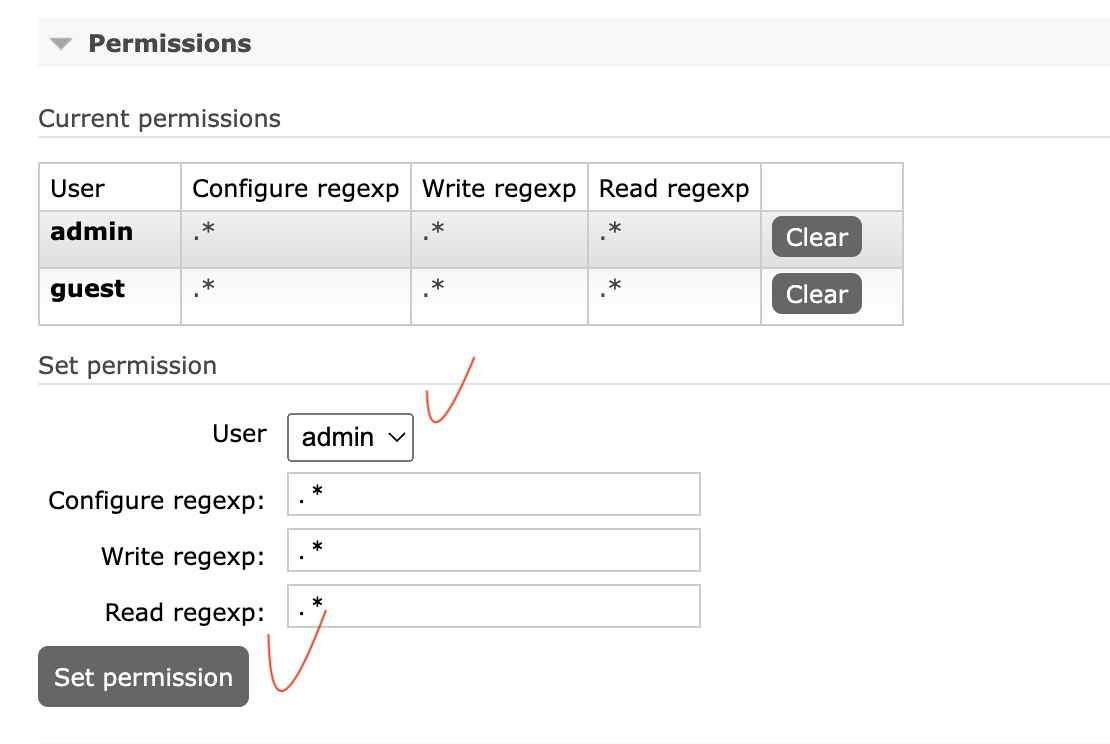 Permissions
Current permissions
User Configure regexp Write regexp Read regexp
admin .* .* .* Clear
guest .* .* .* Clear
Set permission
User admin
Configure regexp: .*
Write regexp: .*
Read regexp: .*
Set permission